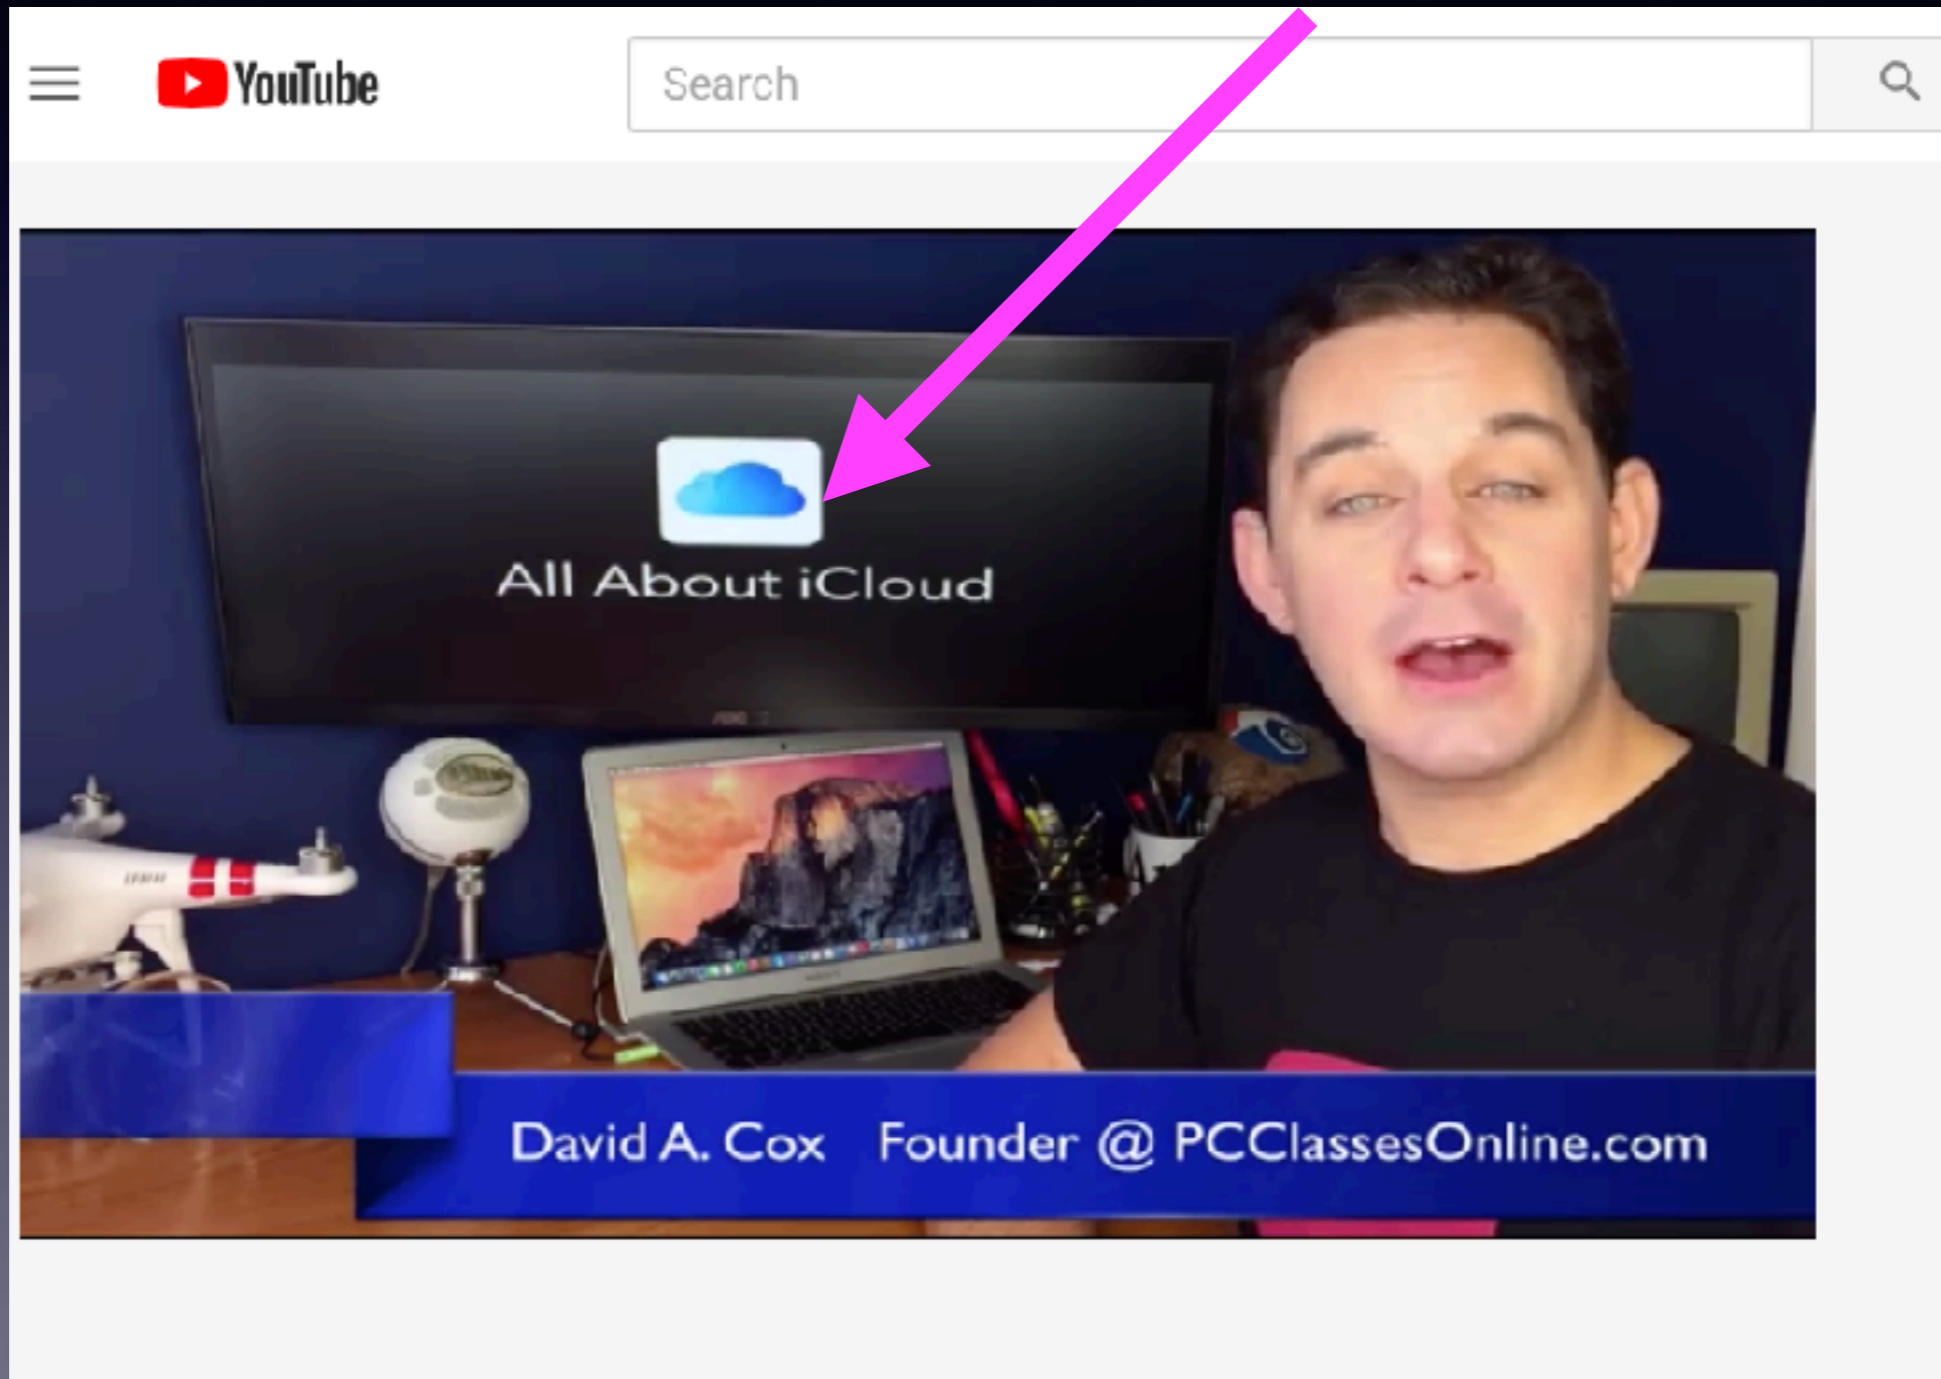 YouTube
Search
All About iCloud
David A. Cox Founder @ PCClassesOnline.com